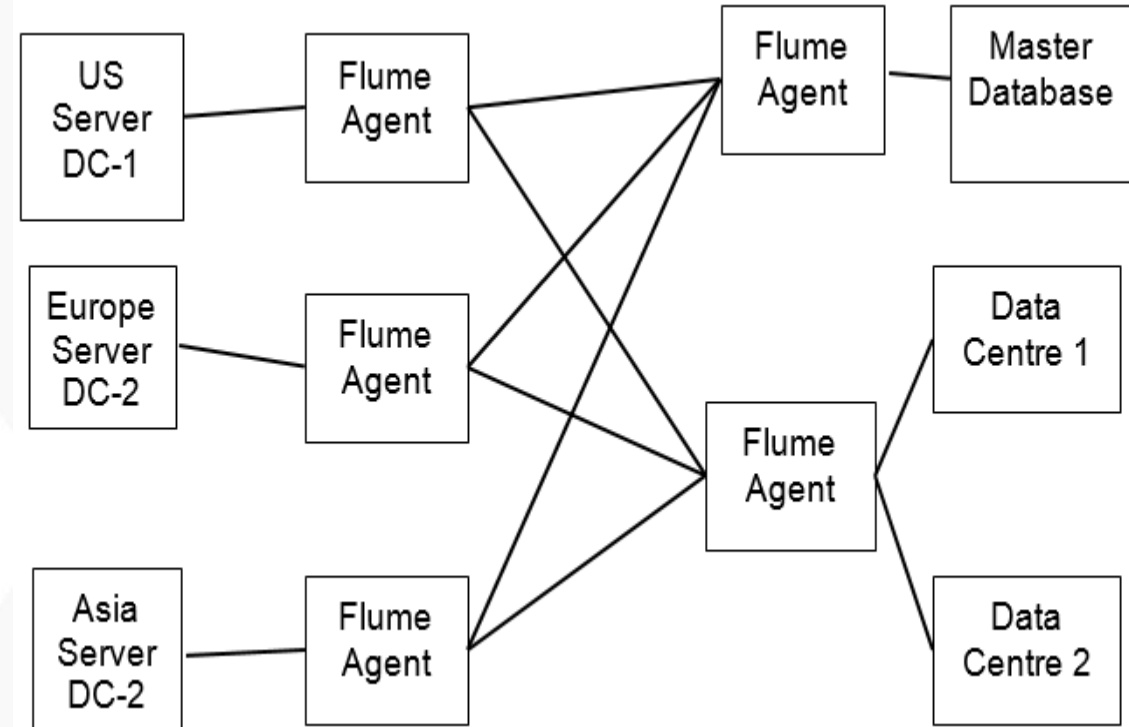 US
Server
DC-1
Flume
Agent
Flume
Agent
Master
Database
Europe
Server
DC-2
Flume
Agent
Data
Centre 1
Flume
Agent
Asia
Server
DC-2
Flume
Agent
Data
Centre 2